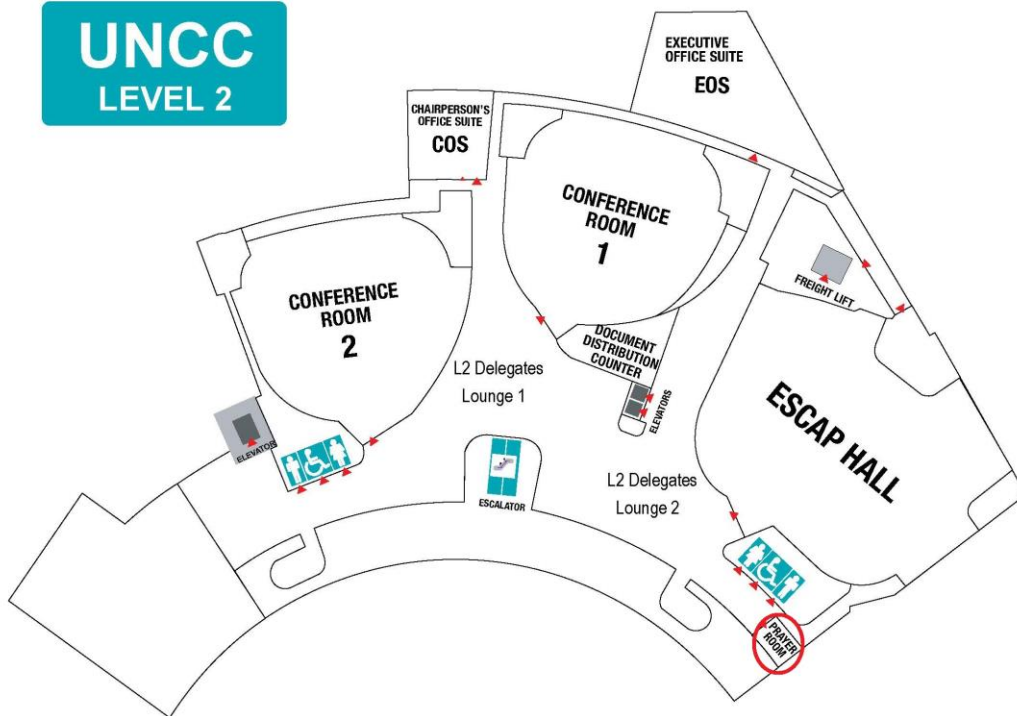 UNCC
LEVEL 2
EXECUTIVE
OFFICE SUITE
EOS
CHAIRPERSON'S
OFFICE SUITE
COS
CONFERENCE
ROOM
1
CONFERENCE
ROOM
2
FREIGHT LIFT
DOCUMENT
DISTRIBUTION
COUNTER
L2 Delegates
Lounge 1
ELEVATORS
ESCAP HALL
ELEVATOR
L2 Delegates
Lounge 2
ESCALATOR
PRAYER
ROOM